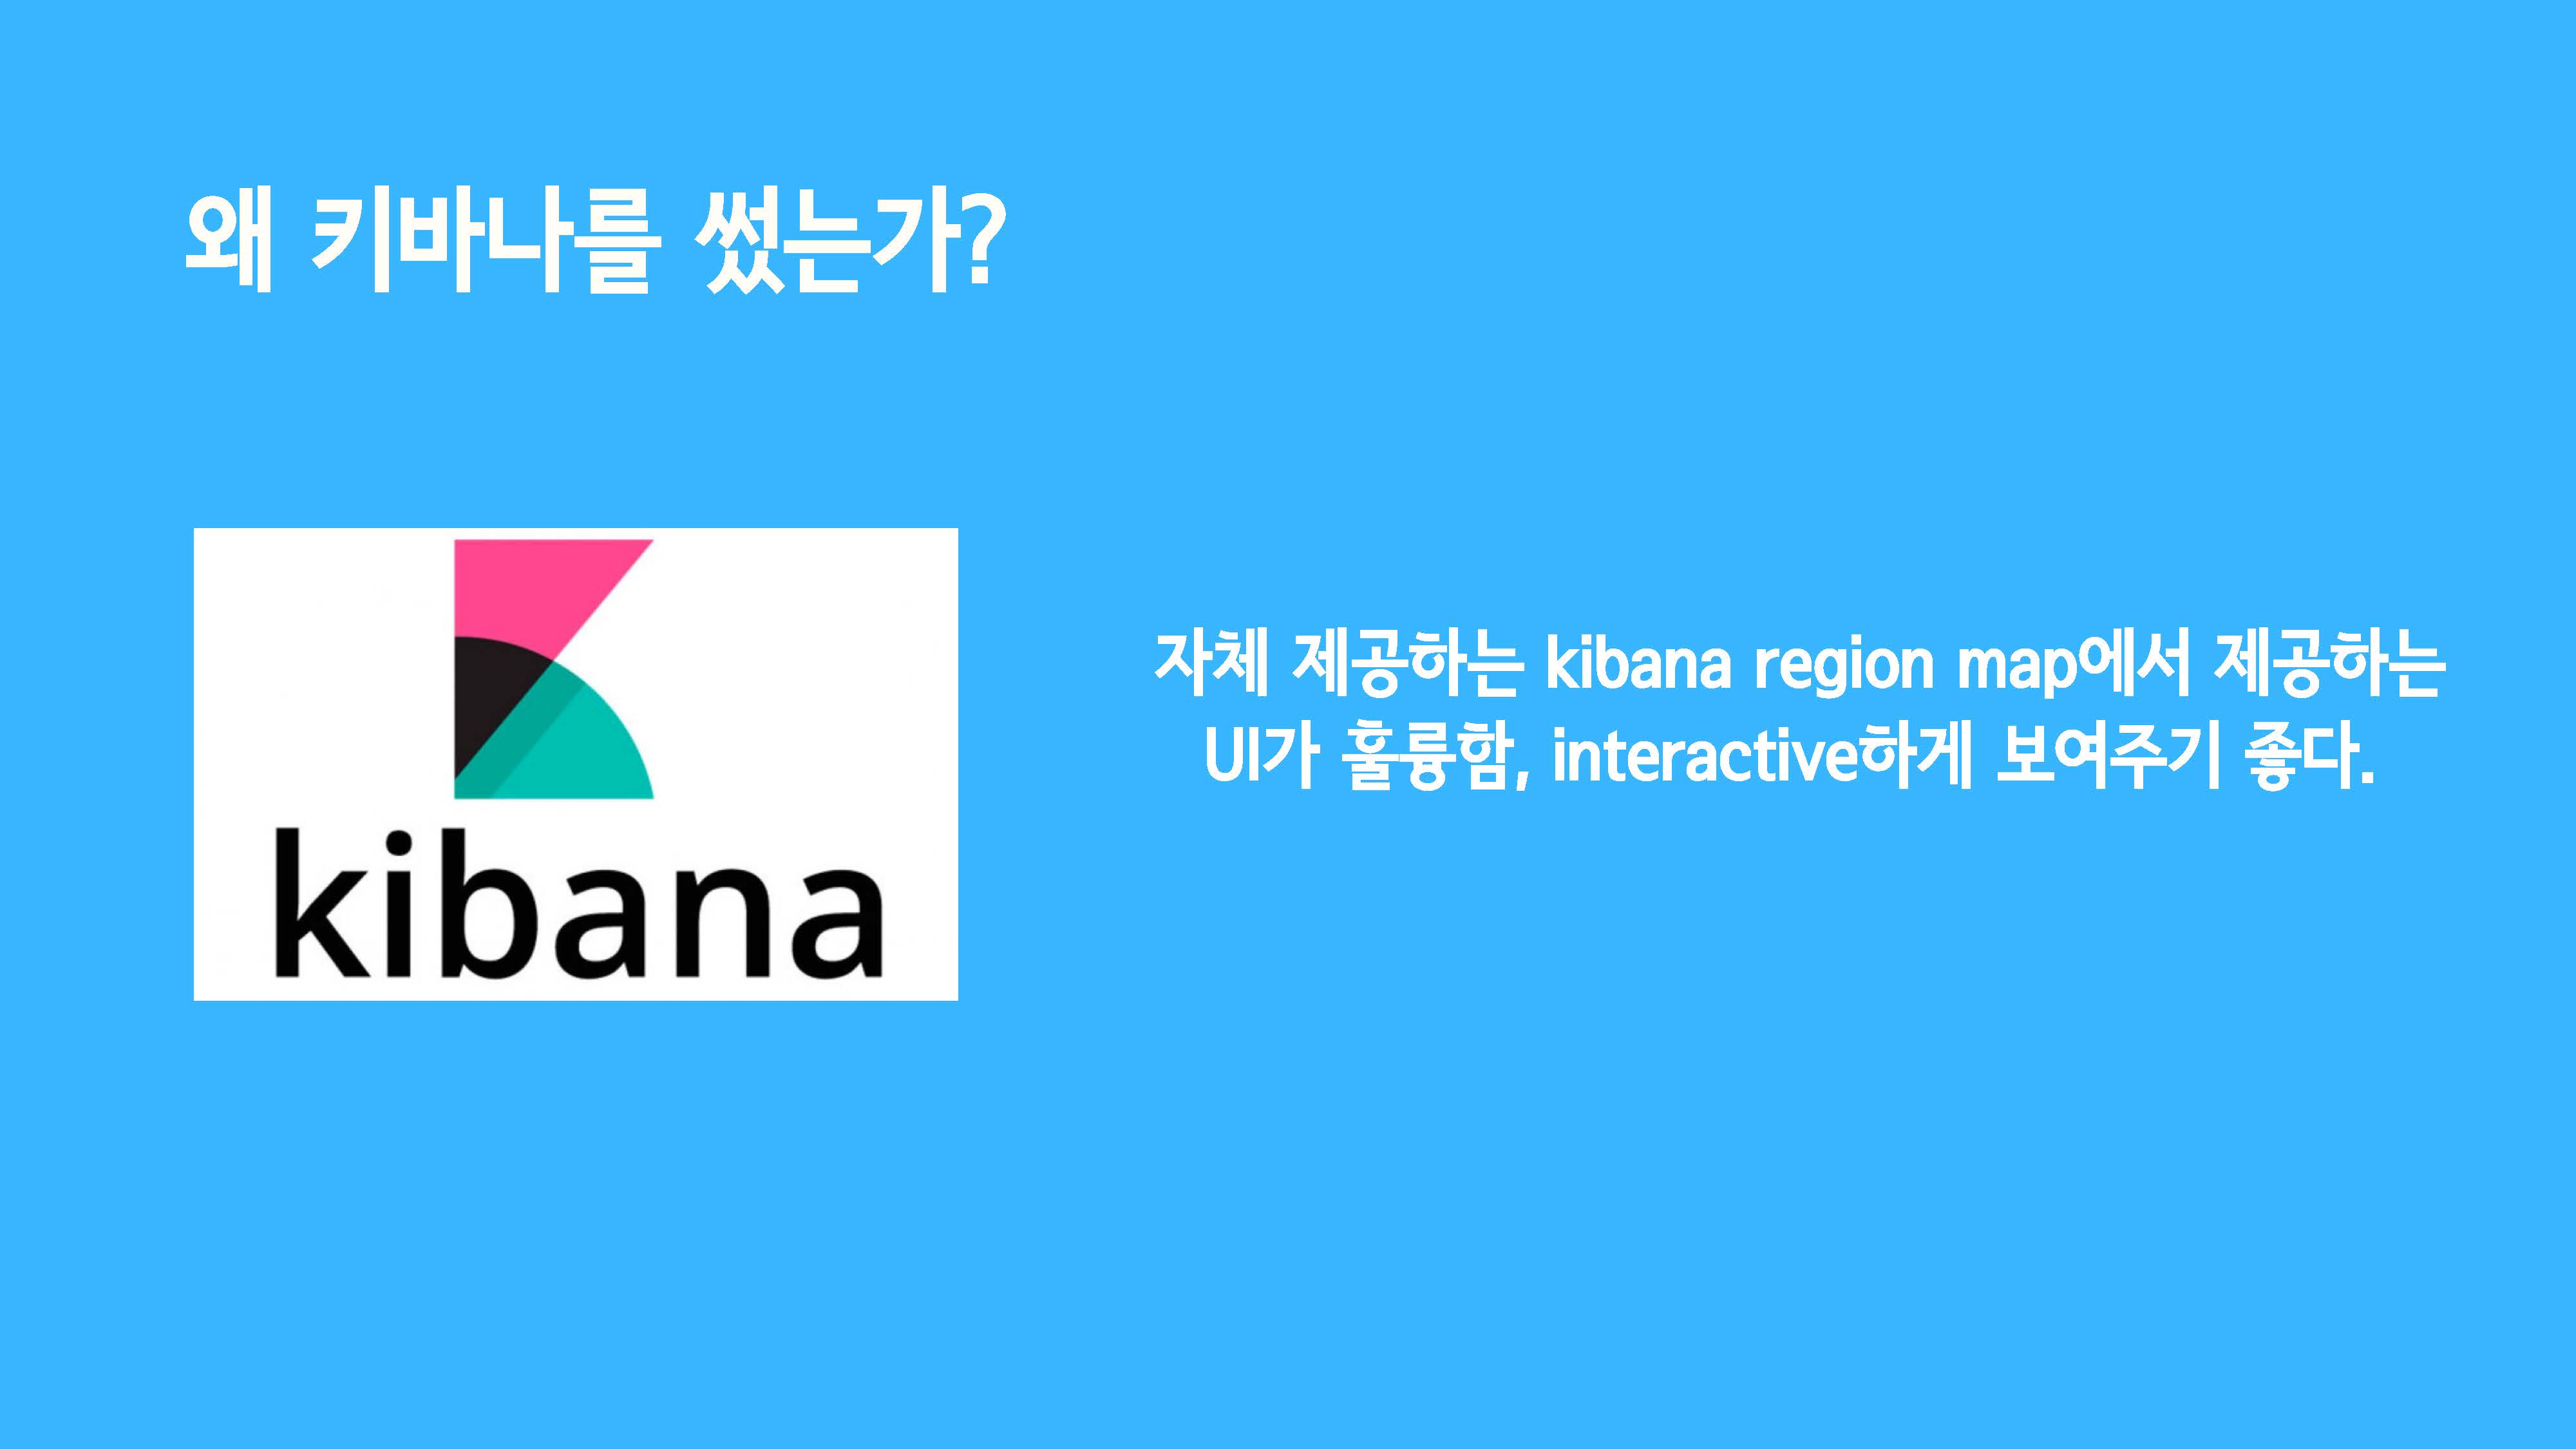 왜 키바나를 썼는가?
kibana
자체 제공하는 kibana region map에서 제공하는
UI가 훌륭함, interactive하게 보여주기 좋다.